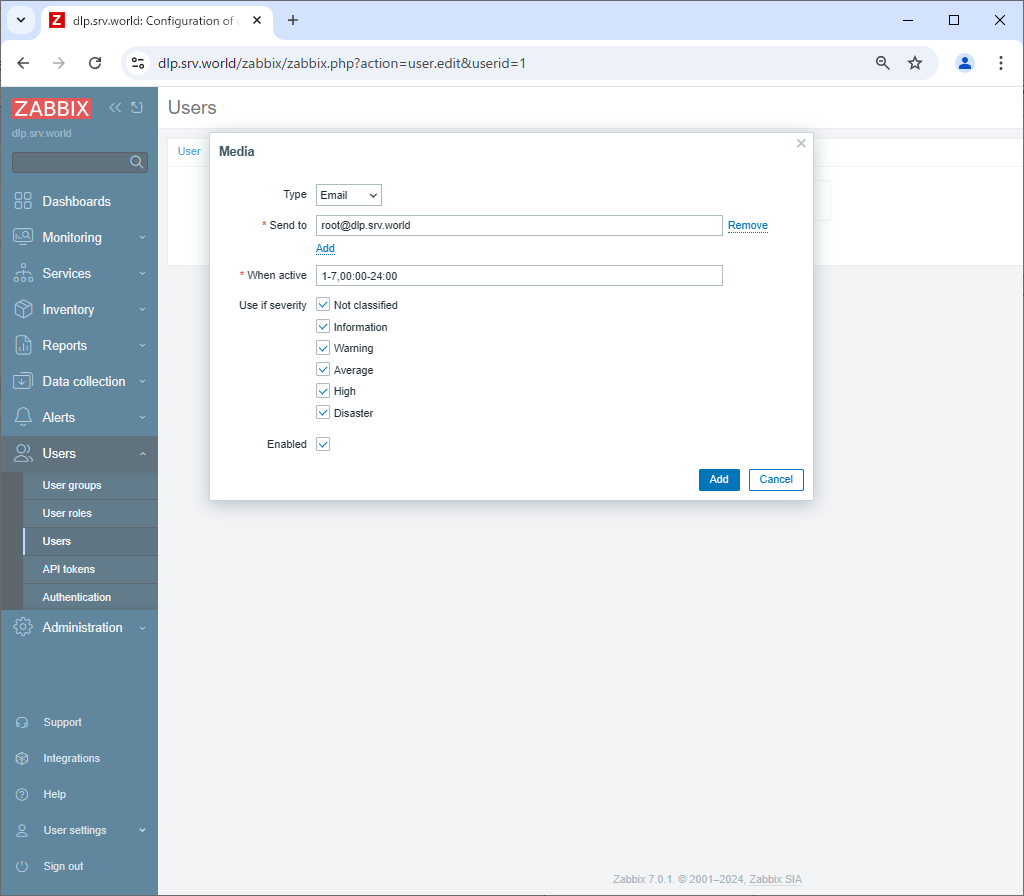 dlp.srv.world: Configuration of u
dlp.srv.world/zabbix/zabbix.php?action=user.edit&userid=1
ZABBIX
dlp.srv.world
Dashboards
Monitoring
Services
Inventory
Reports
Data collection
Alerts
Users
User groups
User roles
Users
API tokens
Authentication
Administration
Support
Integrations
Help
User settings
Sign out
Users
User
Media
Type Email
* Send to root@dlp.srv.world Remove
Add
* When active 1-7,00:00-24:00
Use if severity Not classified
Information
Warning
Average
High
Disaster
Enabled
Add Cancel
Zabbix 7.0.1. © 2001–2024, Zabbix SIA